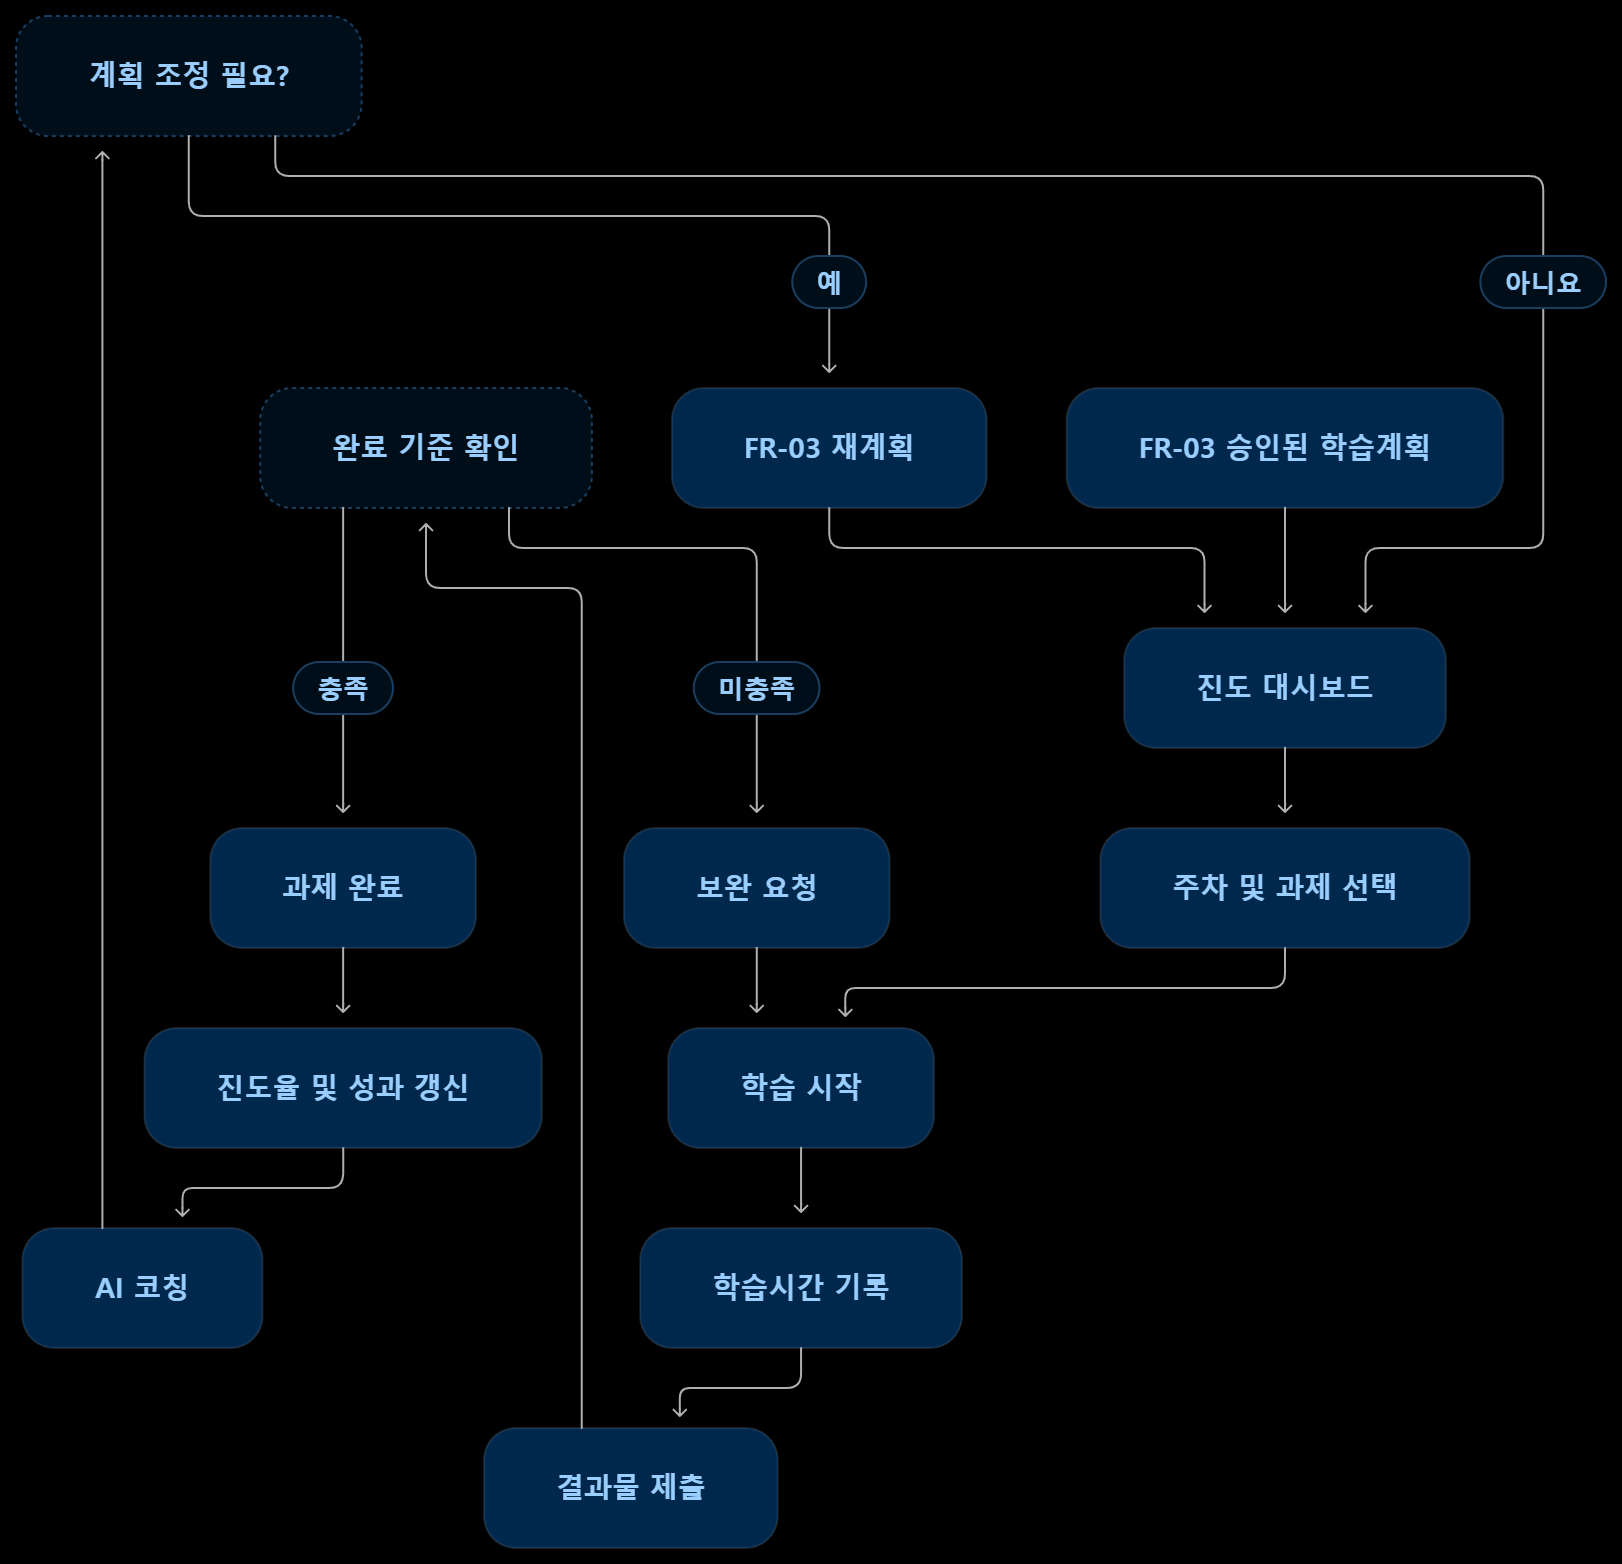 계획 조정 필요?
예
아니요
완료 기준 확인
FR-03 재계획
FR-03 승인된 학습계획
충족
미충족
진도 대시보드
과제 완료
보완 요청
주차 및 과제 선택
진도율 및 성과 갱신
학습 시작
AI 코칭
학습시간 기록
결과물 제출